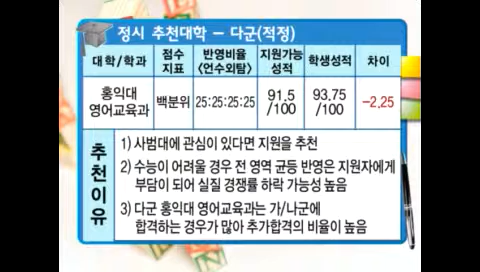 정시 추천대학 – 다군(적정)
대학/학과 점수지표 반영비율<언수외탐> 지원가능성적 학생성적 차이
홍익대 영어교육과 백분위 25:25:25:25 91.5/100 93.75/100 -2.25
추천이유
1) 사범대에 관심이 있다면 지원을 추천
2) 수능이 어려울 경우 전 영역 균등 반영은 지원자에게
부담이 되어 실질 경쟁률 하락 가능성 높음
3) 다군 홍익대 영어교육과는 가/나군에
합격하는 경우가 많아 추가합격의 비율이 높음